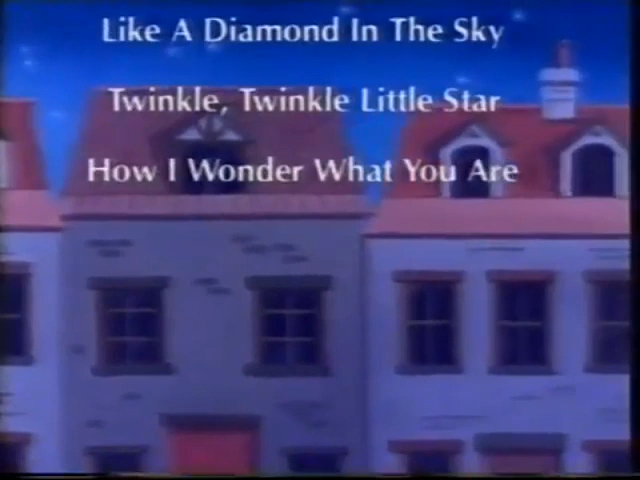 Like A Diamond In The Sky
Twinkle, Twinkle Little Star
How I Wonder What You Are